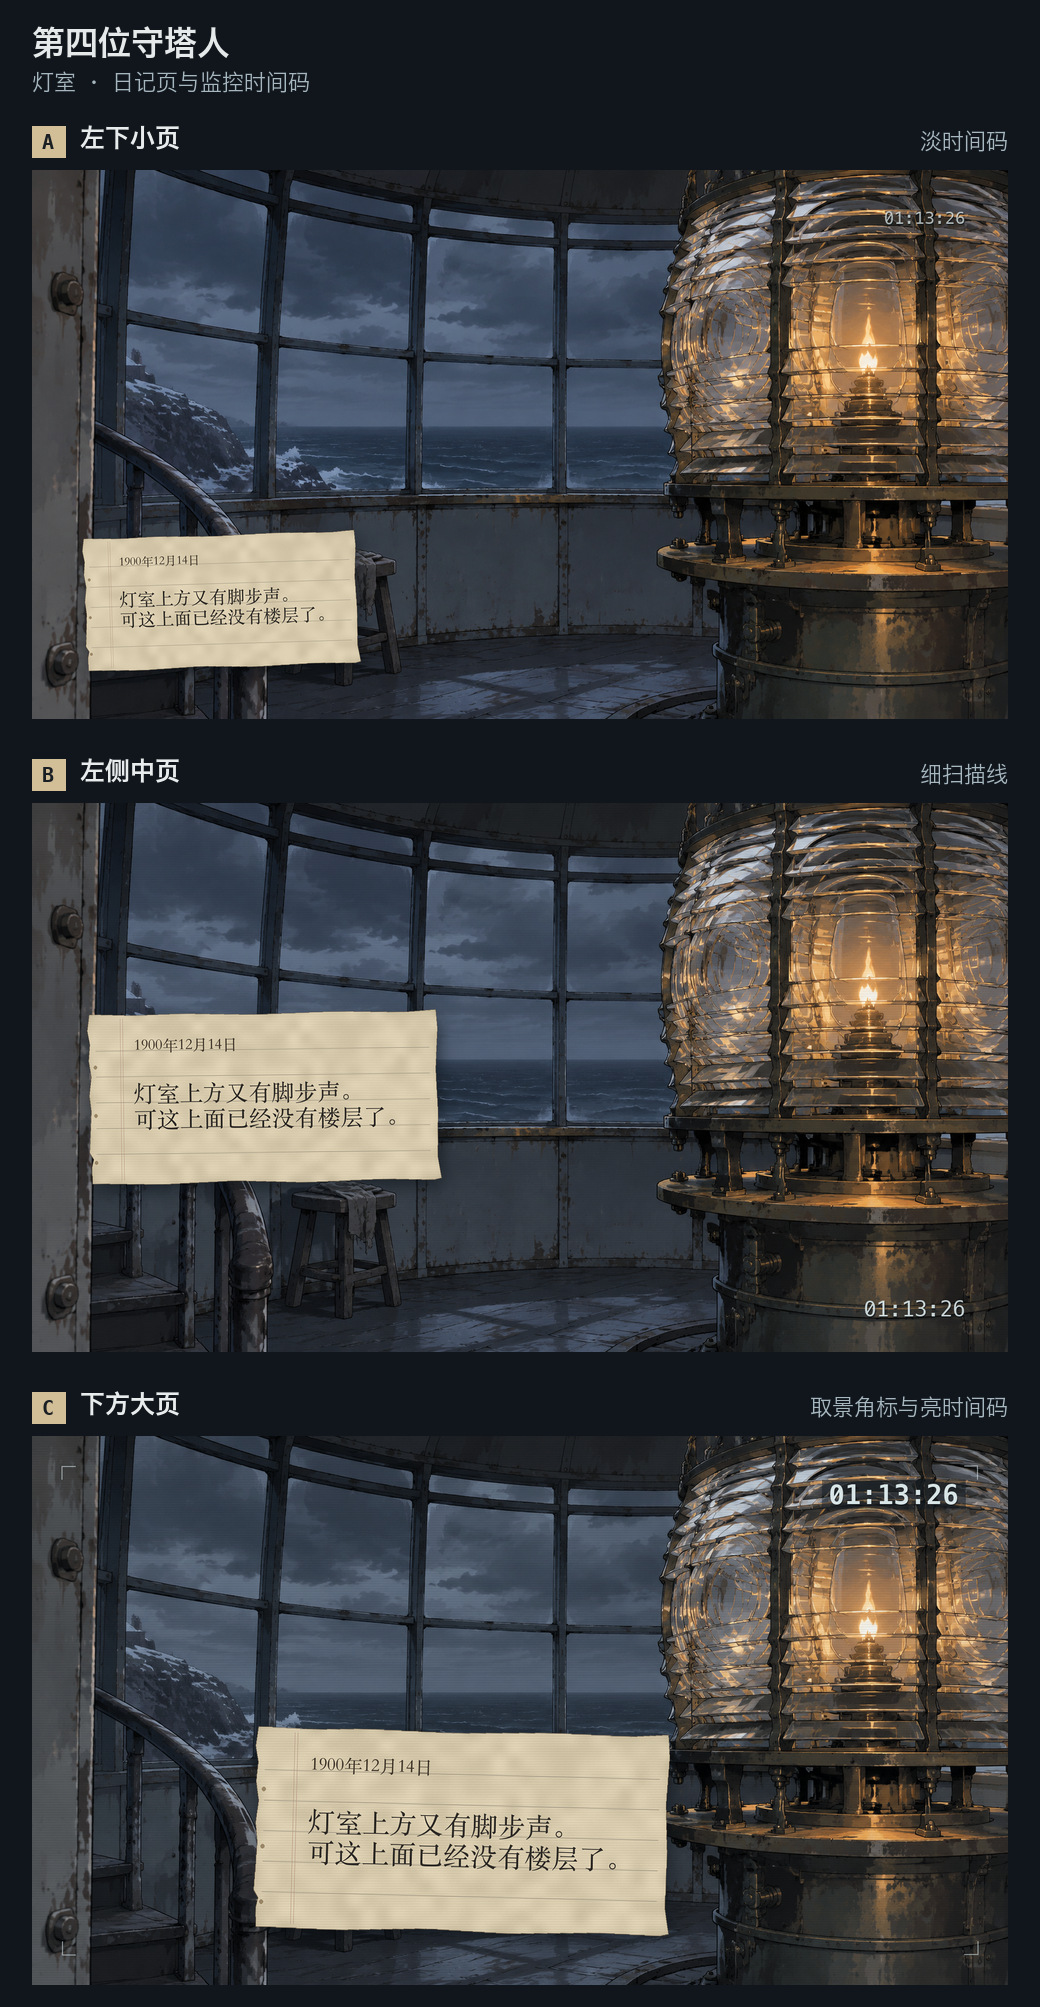 第四位守塔人
灯室 · 日记页与监控时间码
A 左下小页 淡时间码
01:13:26
1900年12月14日
灯室上方又有脚步声。
可这上面已经没有楼层了。
B 左侧中页 细扫描线
1900年12月14日
灯室上方又有脚步声。
可这上面已经没有楼层了。
01:13:26
C 下方大页 取景角标与亮时间码
01:13:26
1900年12月14日
灯室上方又有脚步声。
可这上面已经没有楼层了。